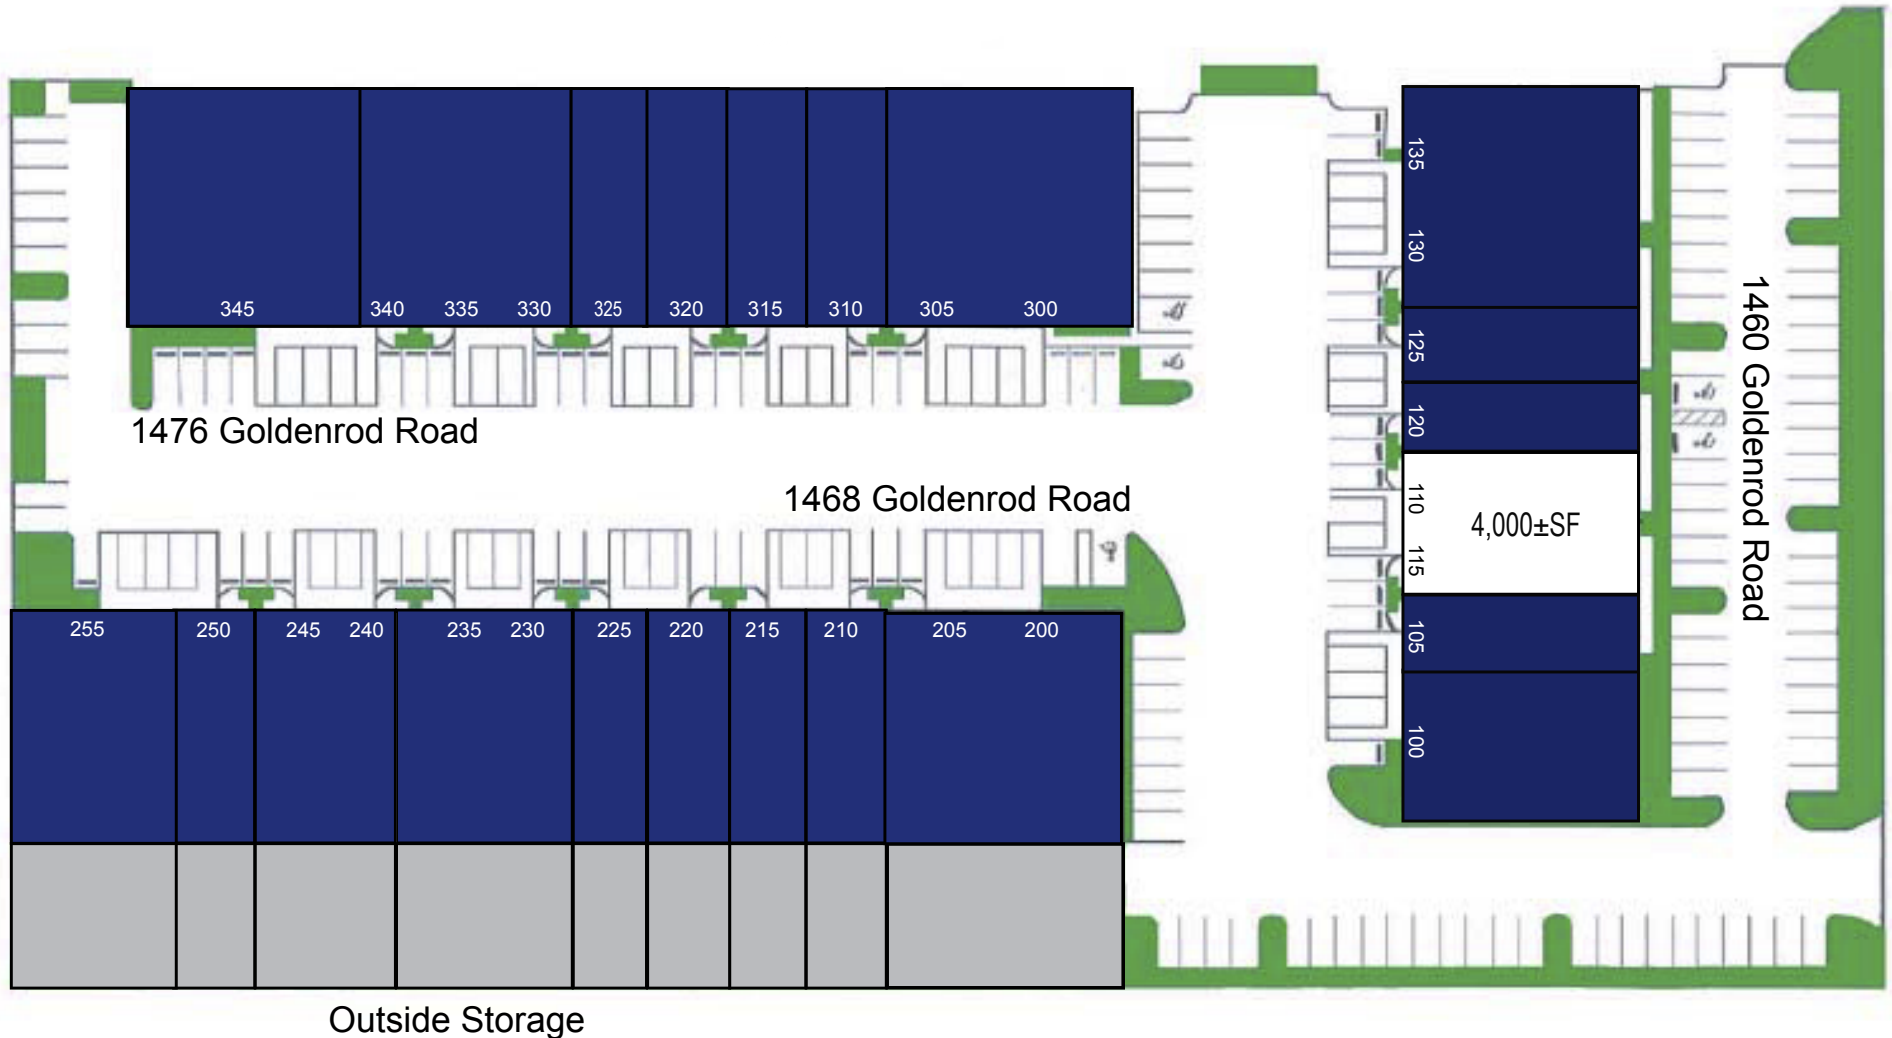 345 340 335 330 325 320 315 310 305 300
1476 Goldenrod Road
1468 Goldenrod Road
255 250 245 240 235 230 225 220 215 210 205 200
Outside Storage
135
130
125
120
110
115
105
100
4,000±SF
1460 Goldenrod Road